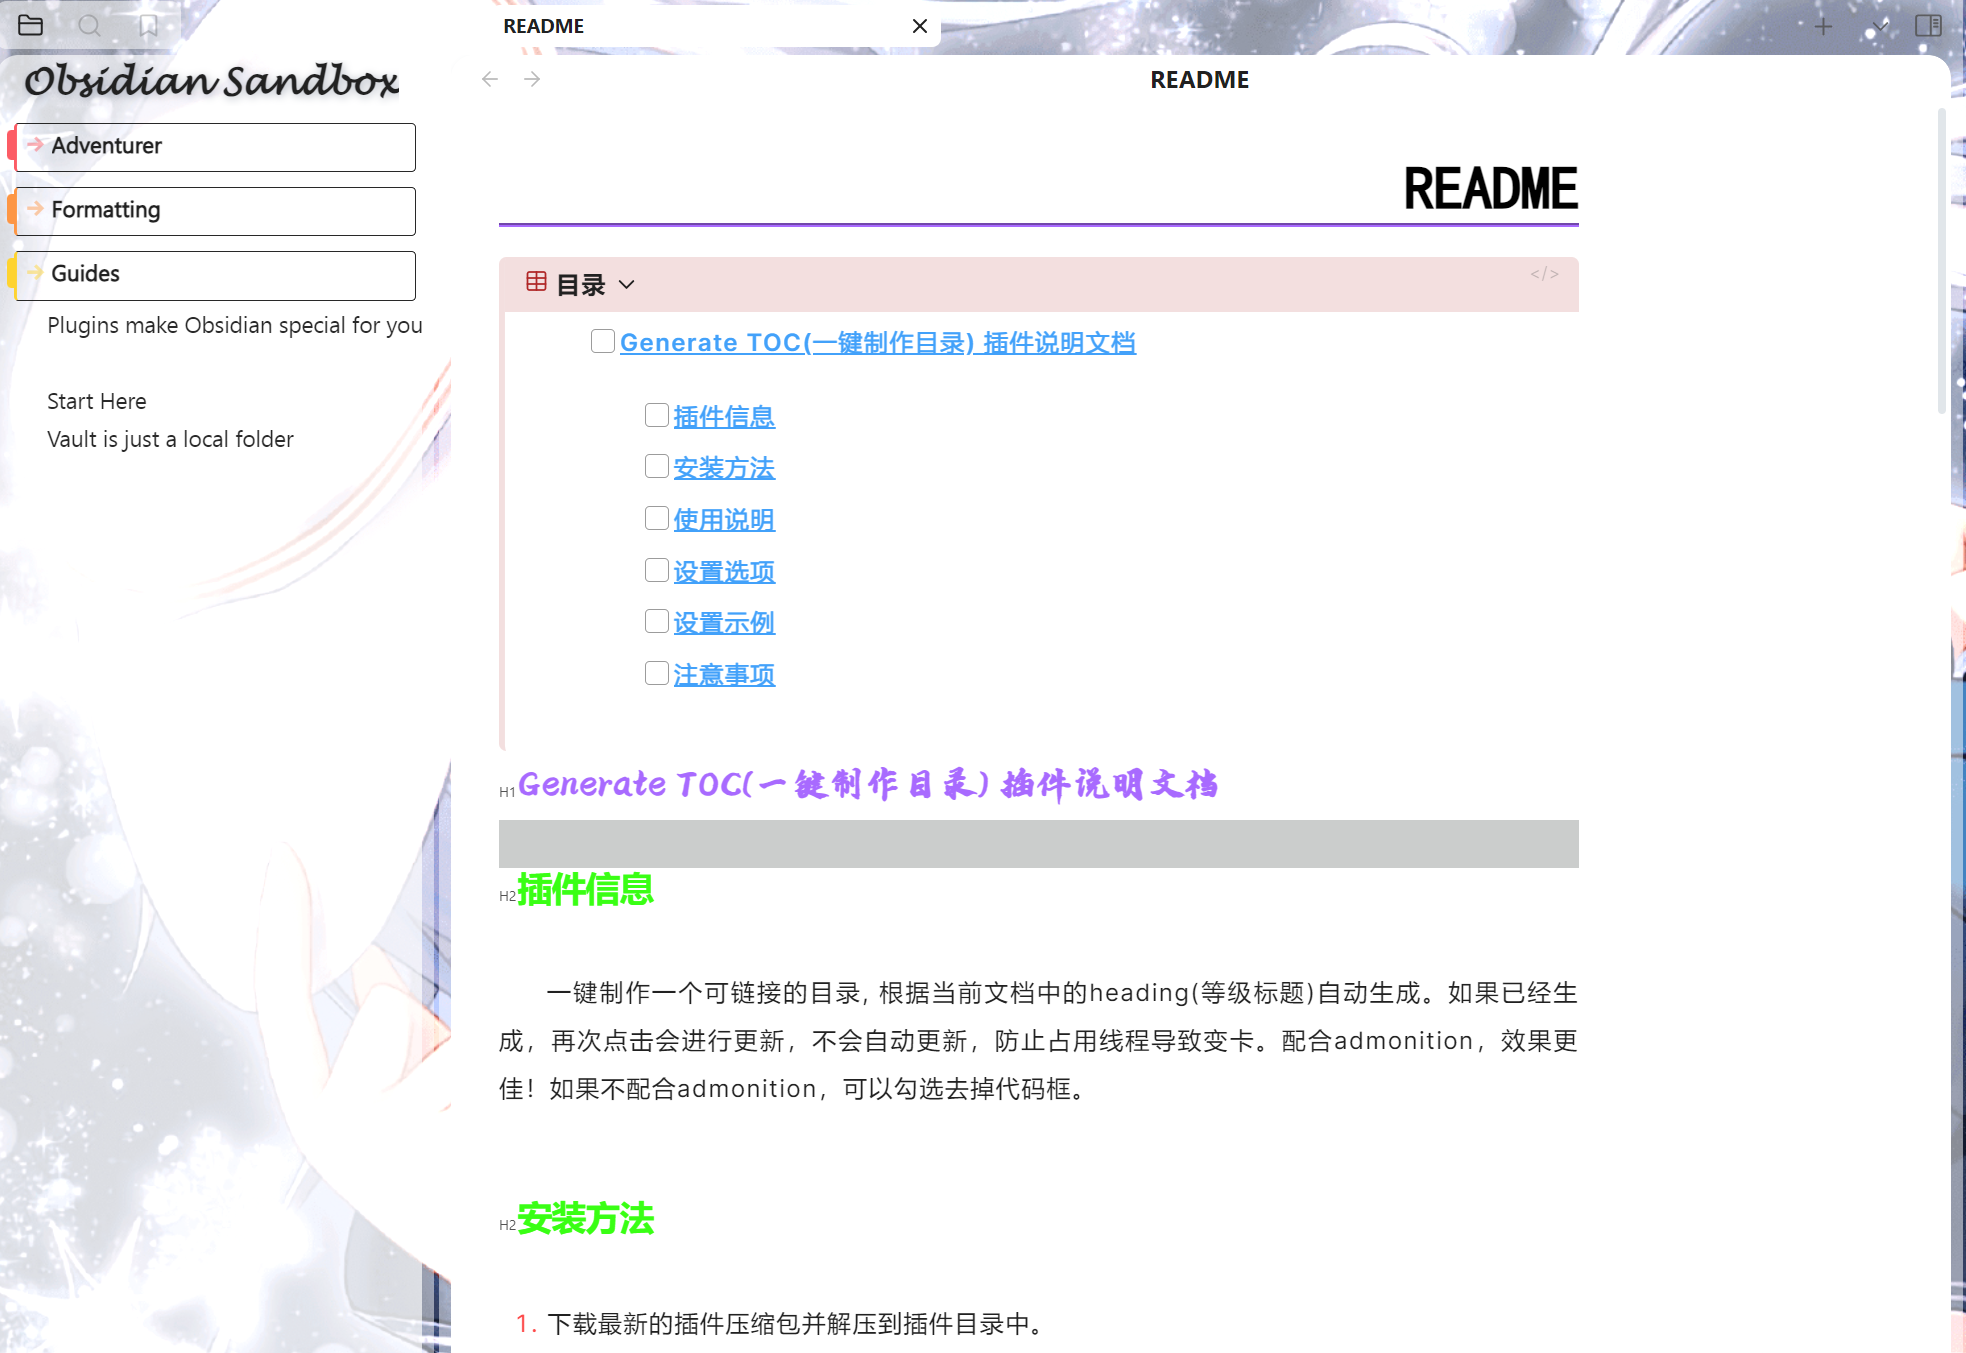 README
Obsidian Sandbox
Adventurer
Formatting
Guides
Plugins make Obsidian special for you
Start Here
Vault is just a local folder
README
README
目录
</>
Generate TOC(一键制作目录) 插件说明文档
插件信息
安装方法
使用说明
设置选项
设置示例
注意事项
H1 Generate TOC(一键制作目录) 插件说明文档
H2 插件信息
一键制作一个可链接的目录, 根据当前文档中的heading(等级标题)自动生成。如果已经生
成，再次点击会进行更新，不会自动更新，防止占用线程导致变卡。配合admonition，效果更
佳！如果不配合admonition，可以勾选去掉代码框。
H2 安装方法
1. 下载最新的插件压缩包并解压到插件目录中。